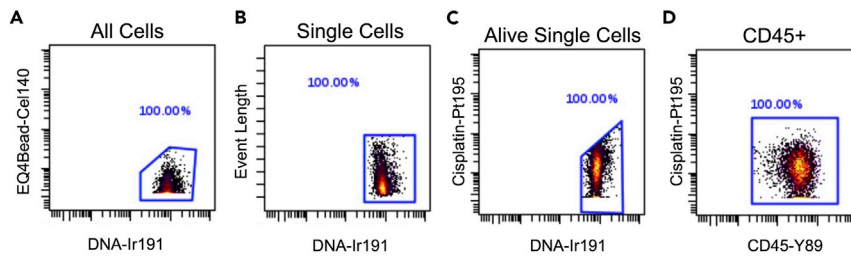 A
All Cells
EQ4Bead-Cel140
100.00%
DNA-Ir191
B
Single Cells
Event Length
100.00%
DNA-Ir191
C
Alive Single Cells
Cisplatin-Pt195
100.00%
DNA-Ir191
D
CD45+
Cisplatin-Pt195
100.00%
CD45-Y89